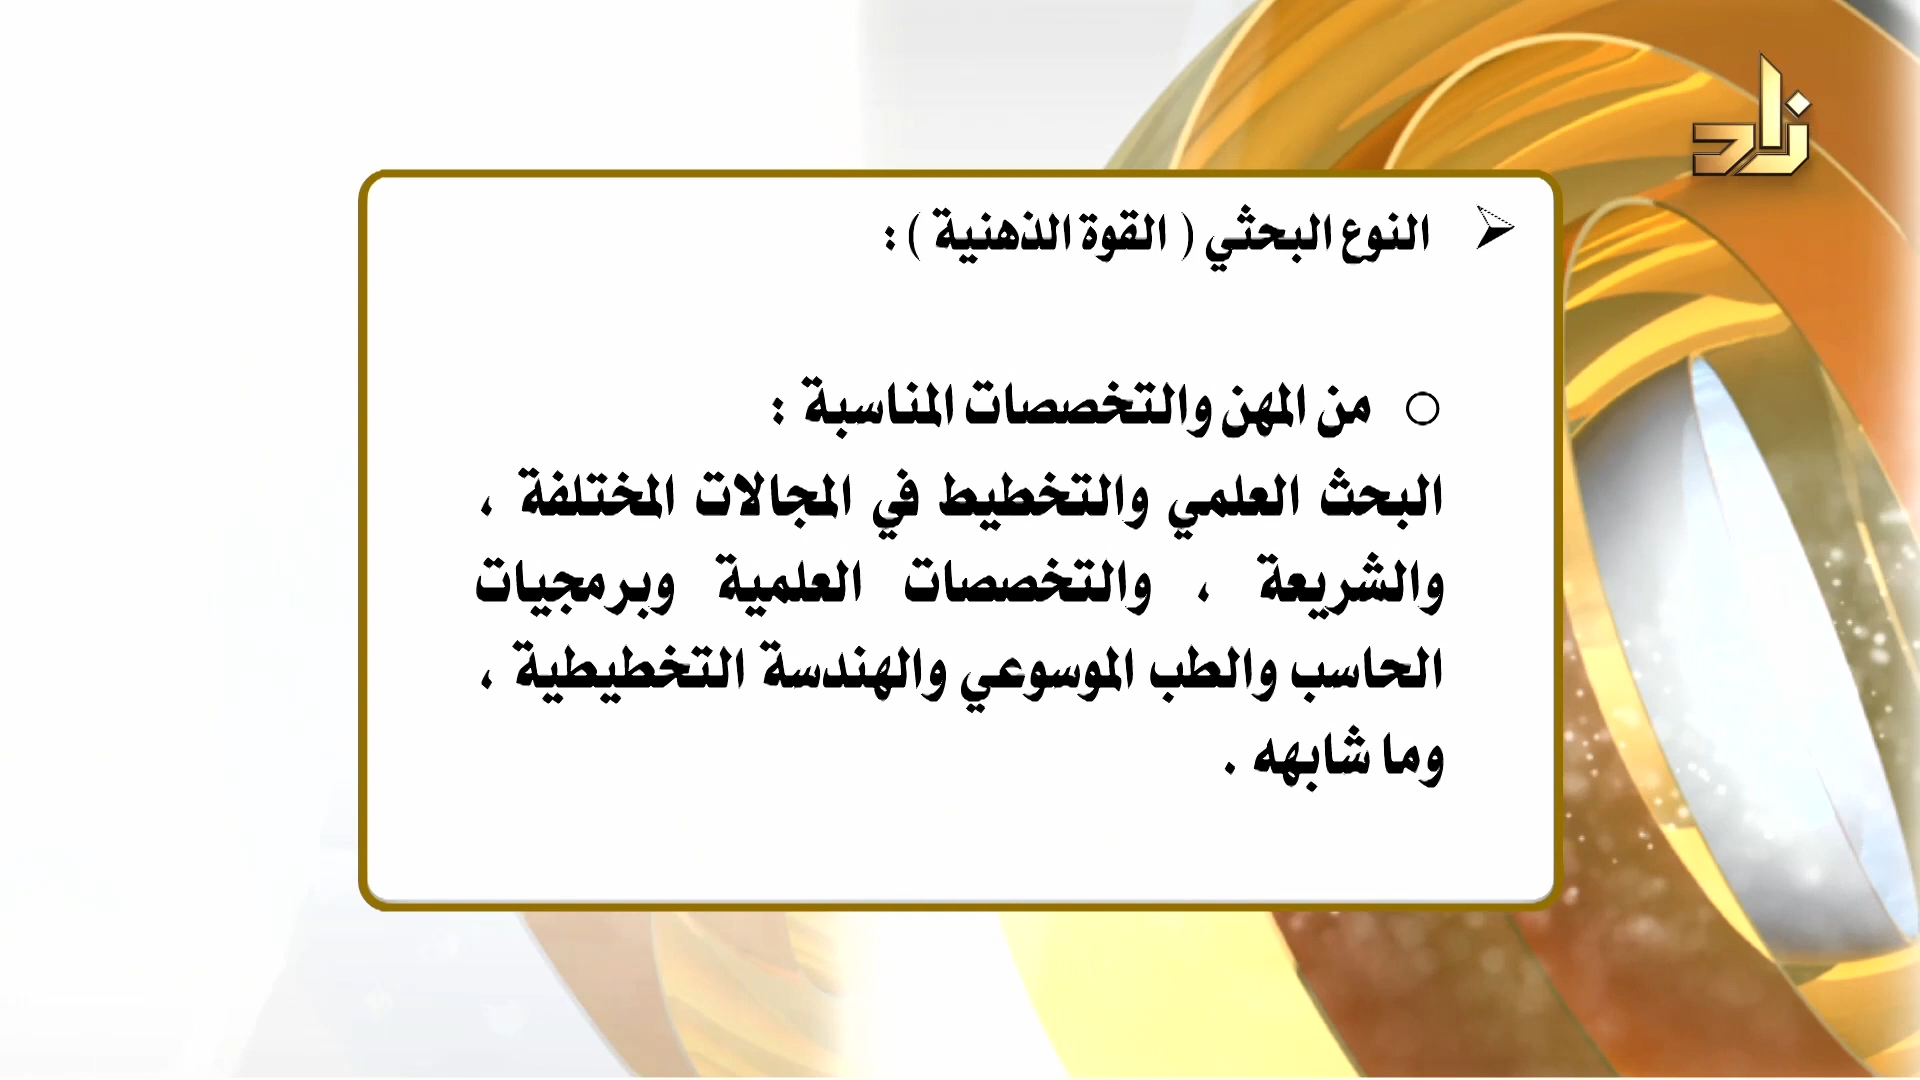 زاد
النوع البحثي ( القوة الذهنية ) :
من المهن والتخصصات المناسبة :
البحث العلمي والتخطيط في المجالات المختلفة ،
والشريعة ، والتخصصات العلمية وبرمجيات
الحاسب والطب الموسوعي والهندسة التخطيطية ،
وما شابهه .